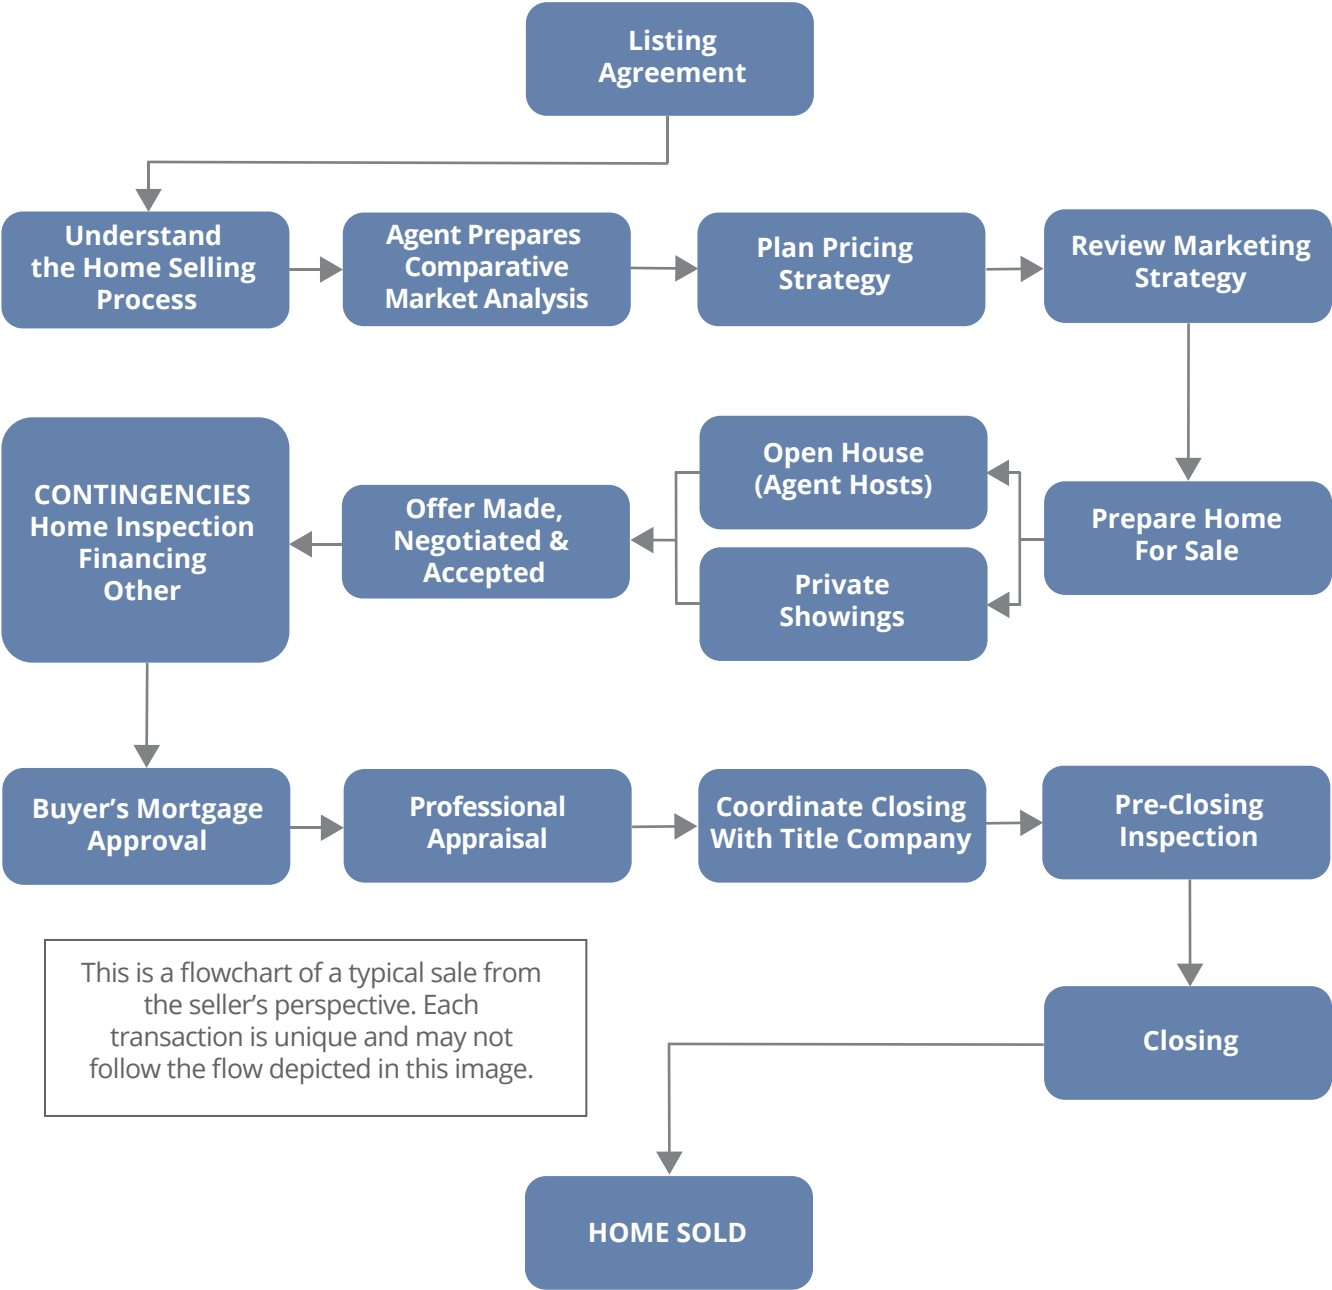 Listing
Agreement
Understand
the Home Selling
Process
Agent Prepares
Comparative
Market Analysis
Plan Pricing
Strategy
Review Marketing
Strategy
Prepare Home
For Sale
Open House
(Agent Hosts)
Private
Showings
Offer Made,
Negotiated &
Accepted
CONTINGENCIES
Home Inspection
Financing
Other
Buyer’s Mortgage
Approval
Professional
Appraisal
Coordinate Closing
With Title Company
Pre-Closing
Inspection
Closing
HOME SOLD
This is a flowchart of a typical sale from
the seller’s perspective. Each
transaction is unique and may not
follow the flow depicted in this image.